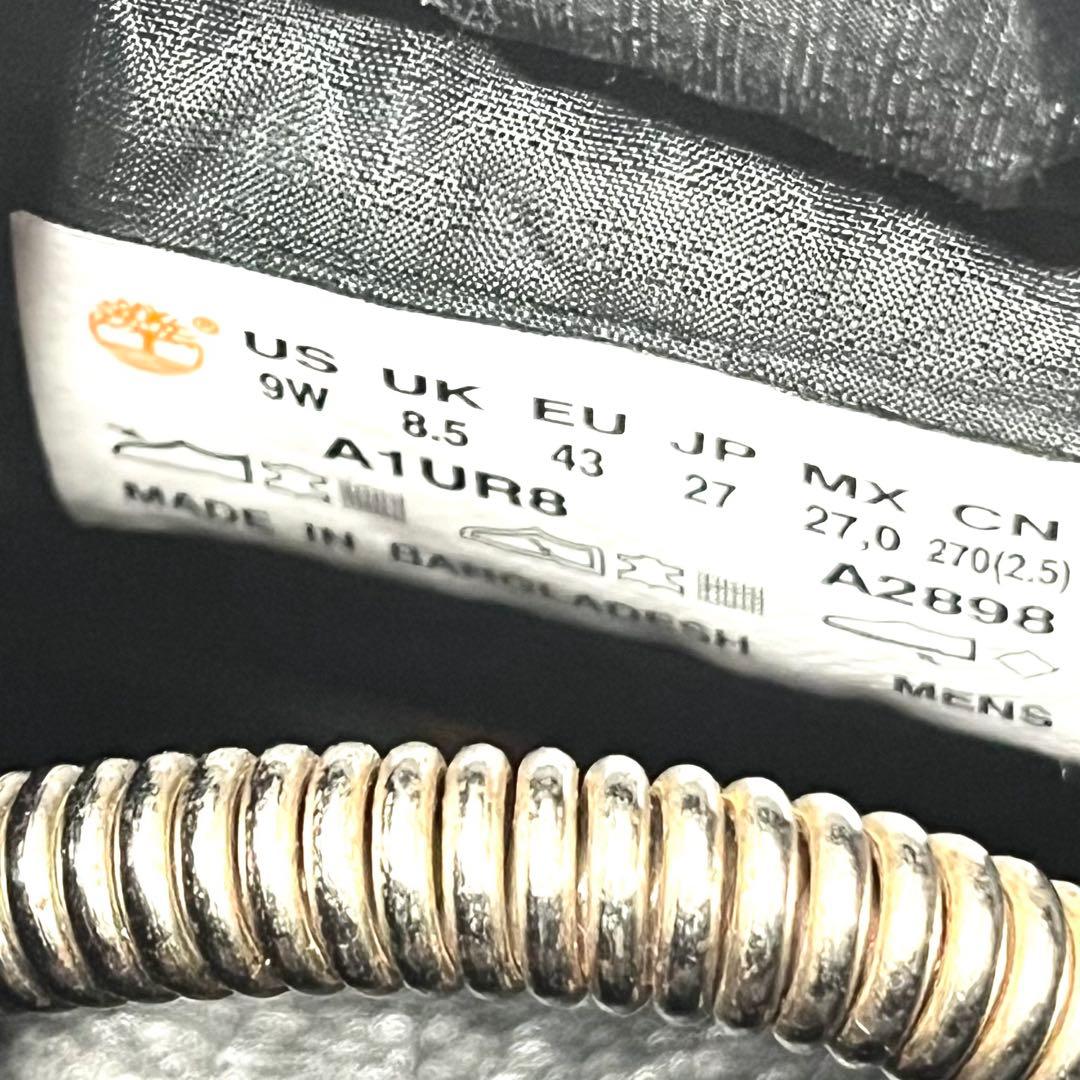 US UK EU JP MX CN
9W 8.5 43 27 27,0 270(2.5)
A1UR8 A2898
MADE IN BANGLADESH MENS